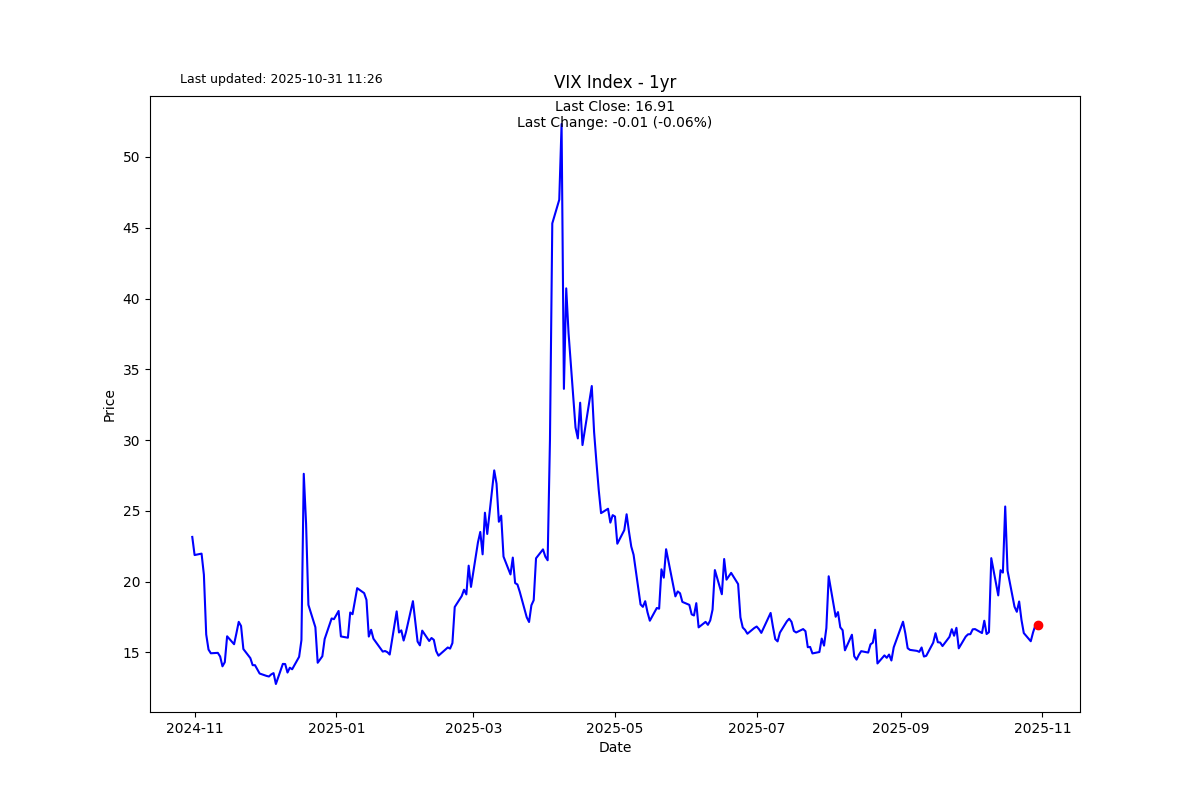 Last updated: 2025-10-31 11:26
VIX Index - 1yr
Last Close: 16.91
Last Change: -0.01 (-0.06%)
50
45
40
35
30
25
20
15
Price
2024-11
2025-01
2025-03
2025-05
2025-07
2025-09
2025-11
Date